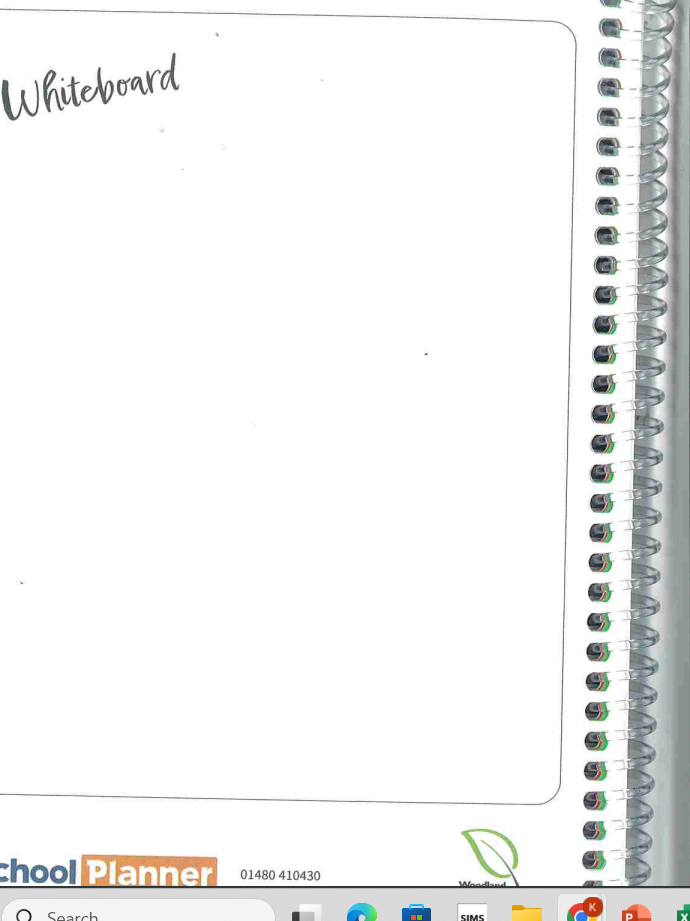 Whiteboard
chool Planner
01480 410430
Woodland
Search
SIMS
K
P